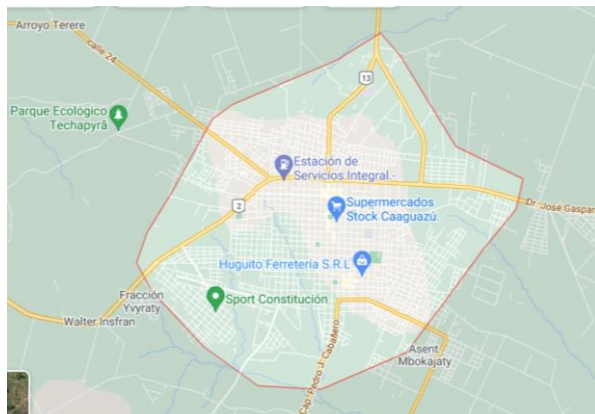 Arroyo Terere
calle 24
13
Parque Ecológico
Techapyrã
Estación de
Servicios Integral -
2
Supermercados
Stock Caaguazú
Dr. José Gaspar
Huguito Ferretería S.R.L
Fracción
Yvyraty
Sport Constitución
Walter Insfran
Cap. Pedro J. Cabañero
Asent
Mbokajaty